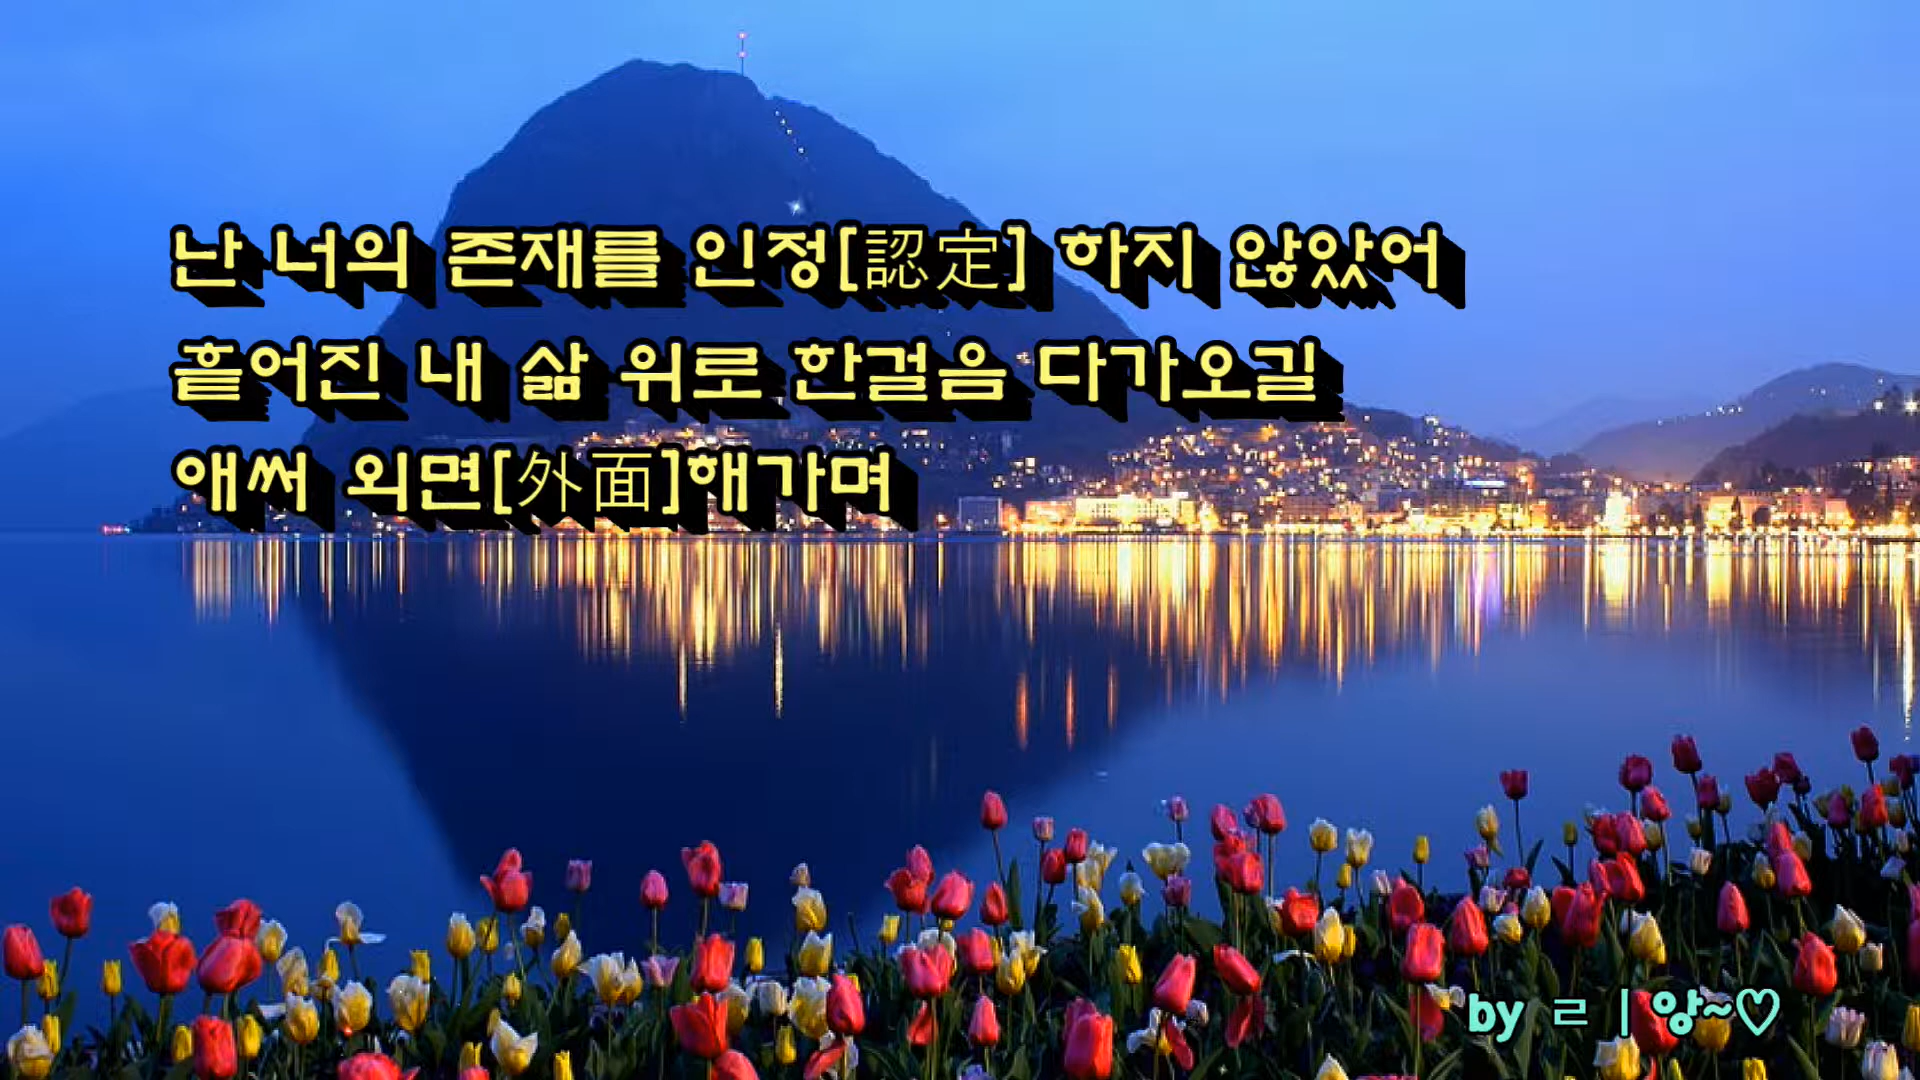 난 너의 존재를 인정[認定] 하지 않았어
흩어진 내 삶 위로 한걸음 다가오길
애써 외면[外面]해가며
by ㄹㅣ앙~♡